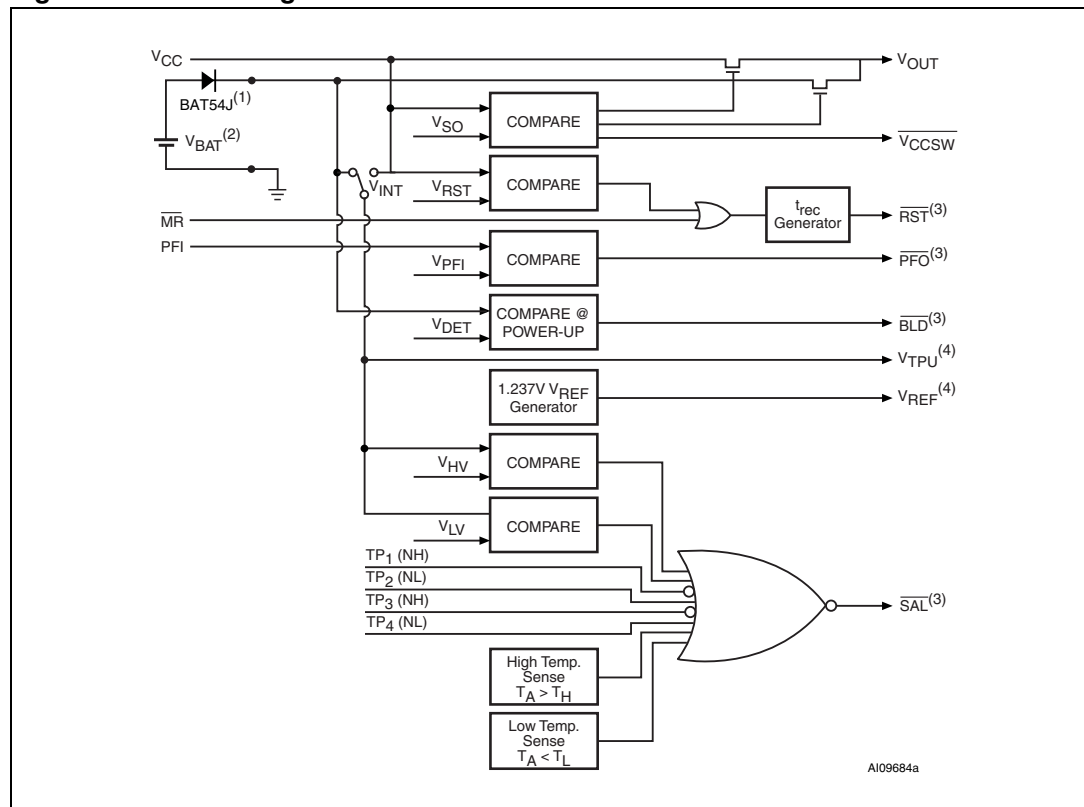 VCC
VOUT
BAT54J(1)
VSO
COMPARE
VBAT(2)
VCCSW
VINT
VRST
COMPARE
trec
Generator
RST(3)
MR
PFI
VPFI
COMPARE
PFO(3)
VDET
COMPARE @
POWER-UP
BLD(3)
VTPU(4)
1.237V VREF
Generator
VREF(4)
VHV
COMPARE
VLV
COMPARE
TP1 (NH)
TP2 (NL)
TP3 (NH)
TP4 (NL)
SAL(3)
High Temp.
Sense
TA > TH
Low Temp.
Sense
TA < TL
AI09684a